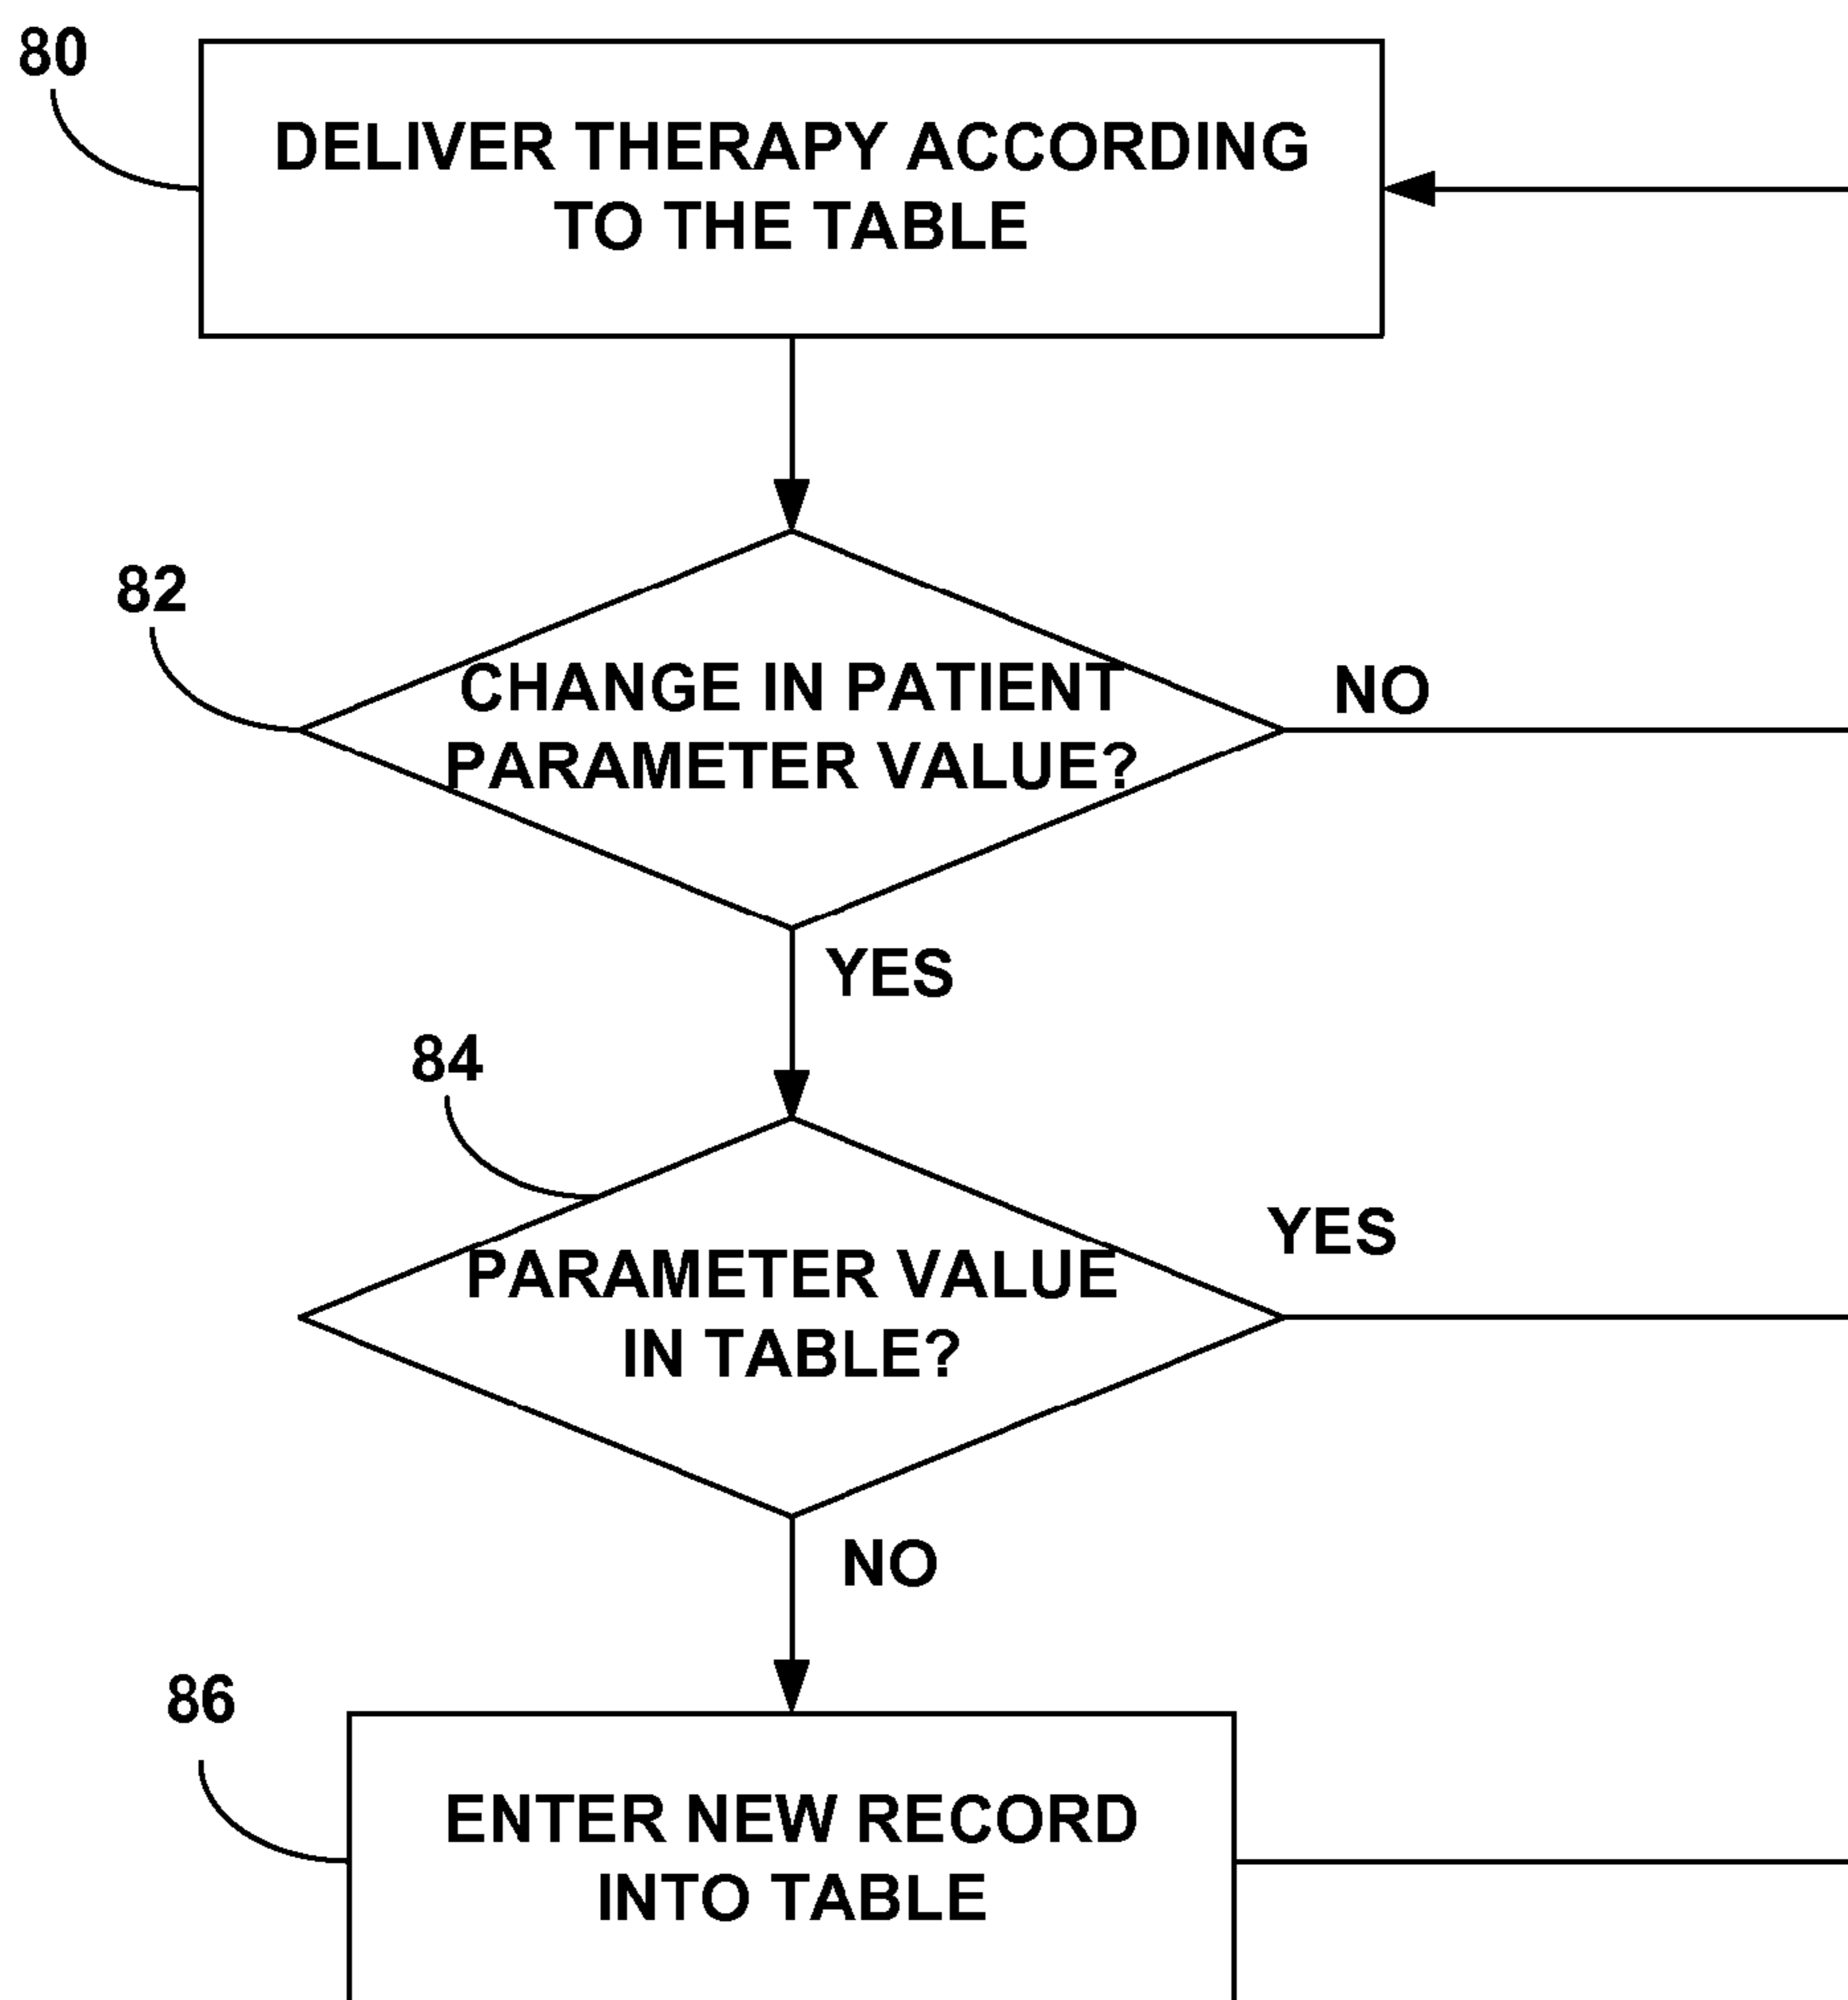 80
DELIVER THERAPY ACCORDING
TO THE TABLE
82
CHANGE IN PATIENT
PARAMETER VALUE?
NO
YES
84
PARAMETER VALUE
IN TABLE?
YES
NO
86
ENTER NEW RECORD
INTO TABLE